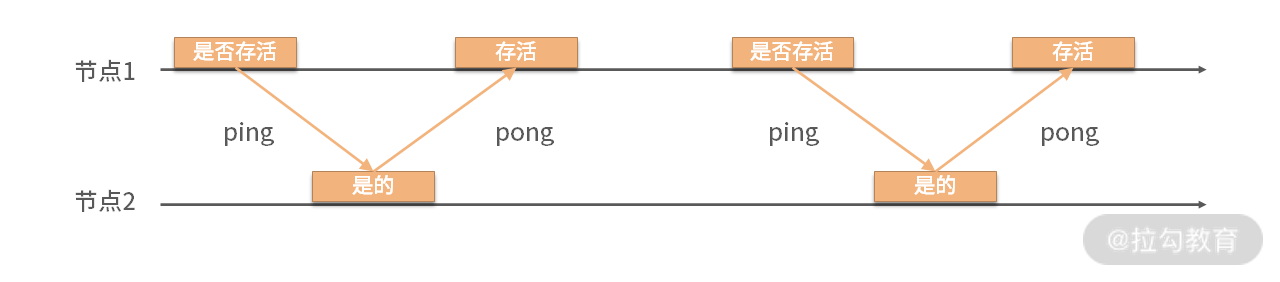 是否存活
存活
是否存活
存活
节点1
ping
pong
ping
pong
是的
是的
节点2
@拉勾教育